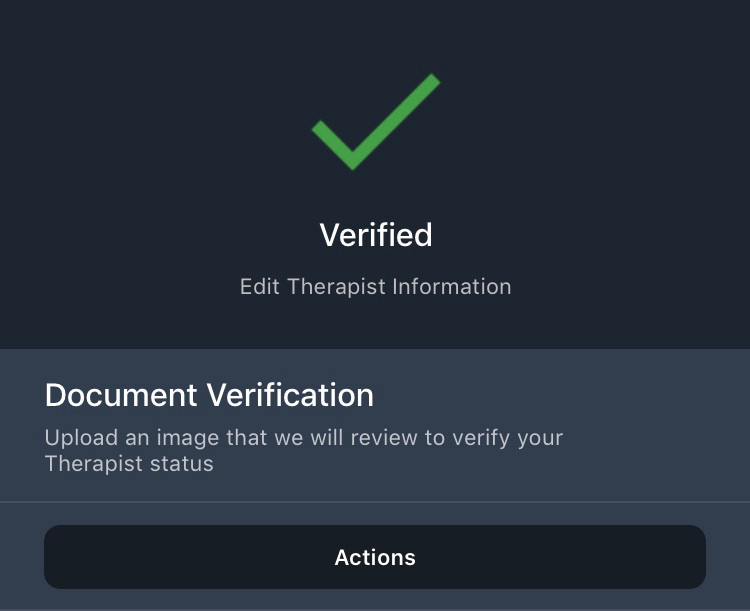 Verified
Edit Therapist Information
Document Verification
Upload an image that we will review to verify your
Therapist status
Actions